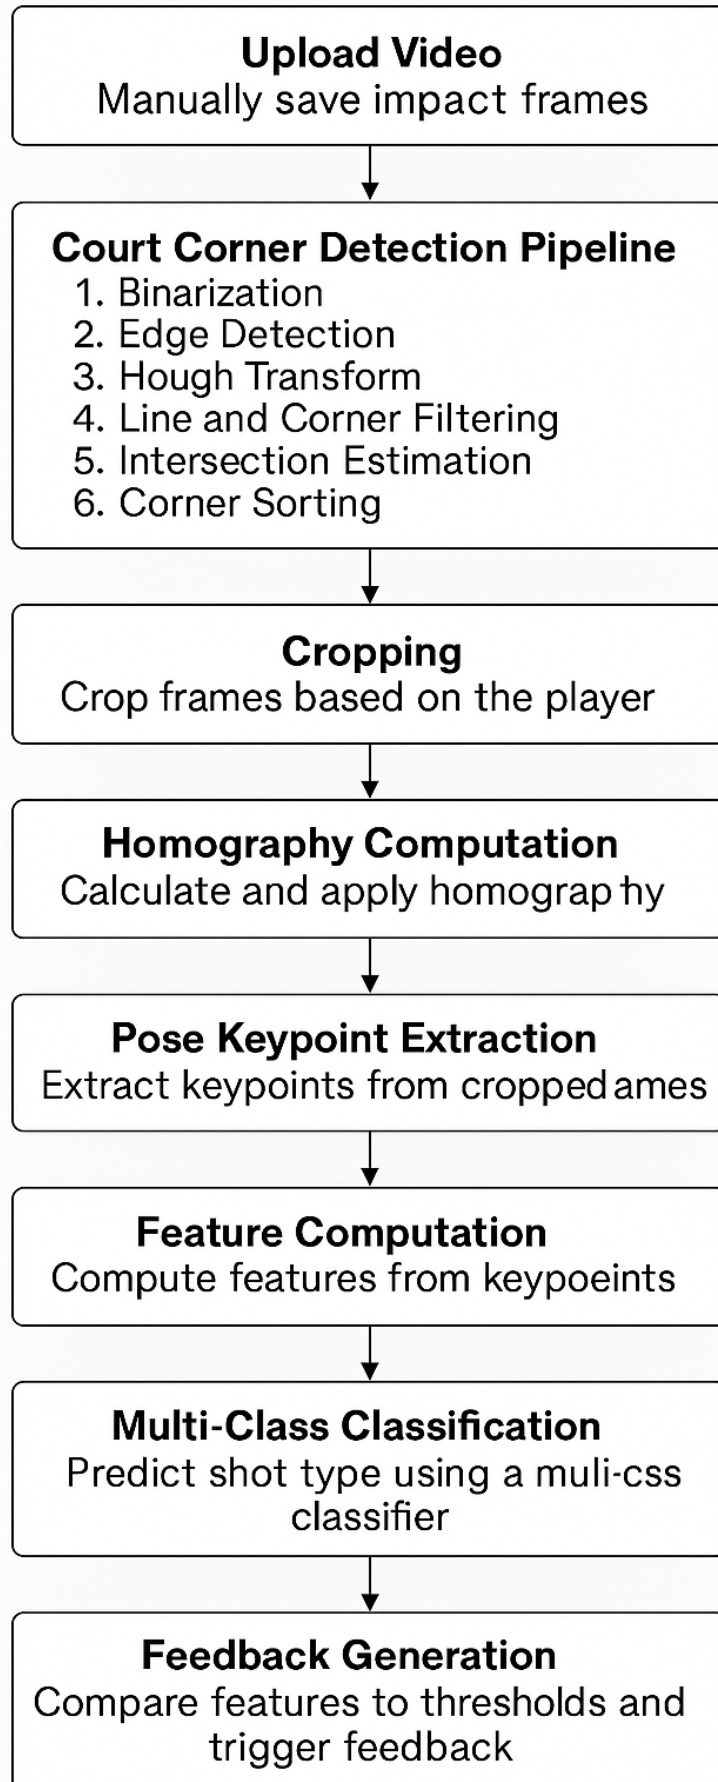 Upload Video
Manually save impact frames
Court Corner Detection Pipeline
1. Binarization
2. Edge Detection
3. Hough Transform
4. Line and Corner Filtering
5. Intersection Estimation
6. Corner Sorting
Cropping
Crop frames based on the player
Homography Computation
Calculate and apply homograp hy
Pose Keypoint Extraction
Extract keypoints from cropped ames
Feature Computation
Compute features from keypoeints
Multi-Class Classification
Predict shot type using a muli-css
classifier
Feedback Generation
Compare features to thresholds and
trigger feedback